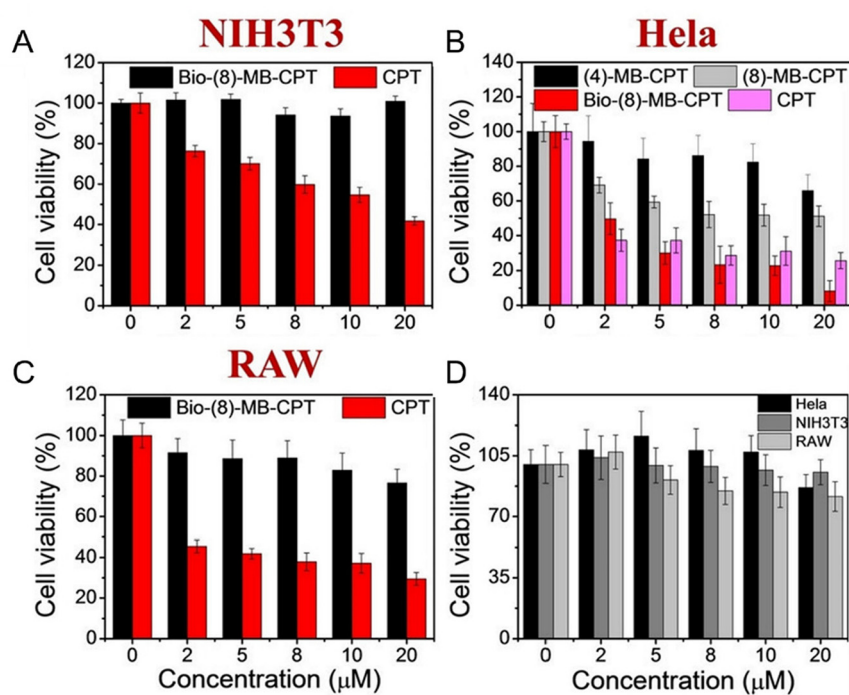 A
NIH3T3
Bio-(8)-MB-CPT CPT
Cell viability (%)
120
100
80
60
40
20
0
0 2 5 8 10 20
B
Hela
(4)-MB-CPT (8)-MB-CPT
Bio-(8)-MB-CPT CPT
Cell viability (%)
140
120
100
80
60
40
20
0
0 2 5 8 10 20
C
RAW
Bio-(8)-MB-CPT CPT
Cell viability (%)
120
100
80
60
40
20
0
0 2 5 8 10 20
Concentration (μM)
D
Hela
NIH3T3
RAW
Cell viability (%)
140
105
70
35
0
0 2 5 8 10 20
Concentration (μM)